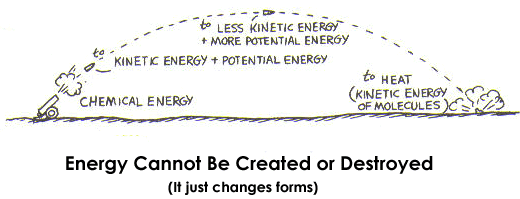 to LESS KINETIC ENERGY
+ MORE POTENTIAL ENERGY
to
KINETIC ENERGY + POTENTIAL ENERGY
CHEMICAL ENERGY
to HEAT
(KINETIC ENERGY
OF MOLECULES)
Energy Cannot Be Created or Destroyed
(It just changes forms)